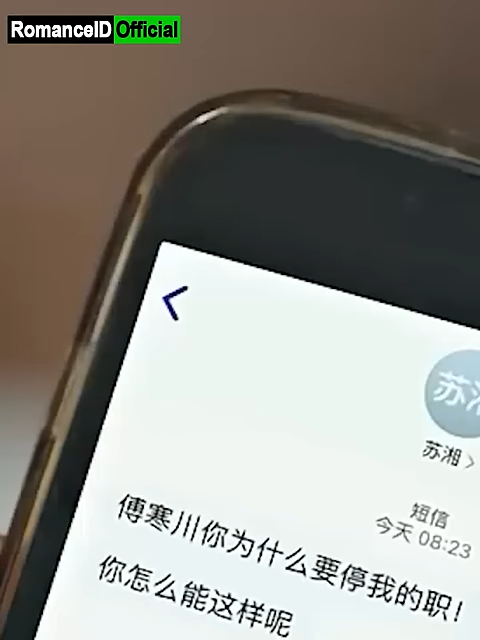 RomanceID Official
苏
苏湘
短信
今天 08:23
傅寒川你为什么要停我的职！
你怎么能这样呢